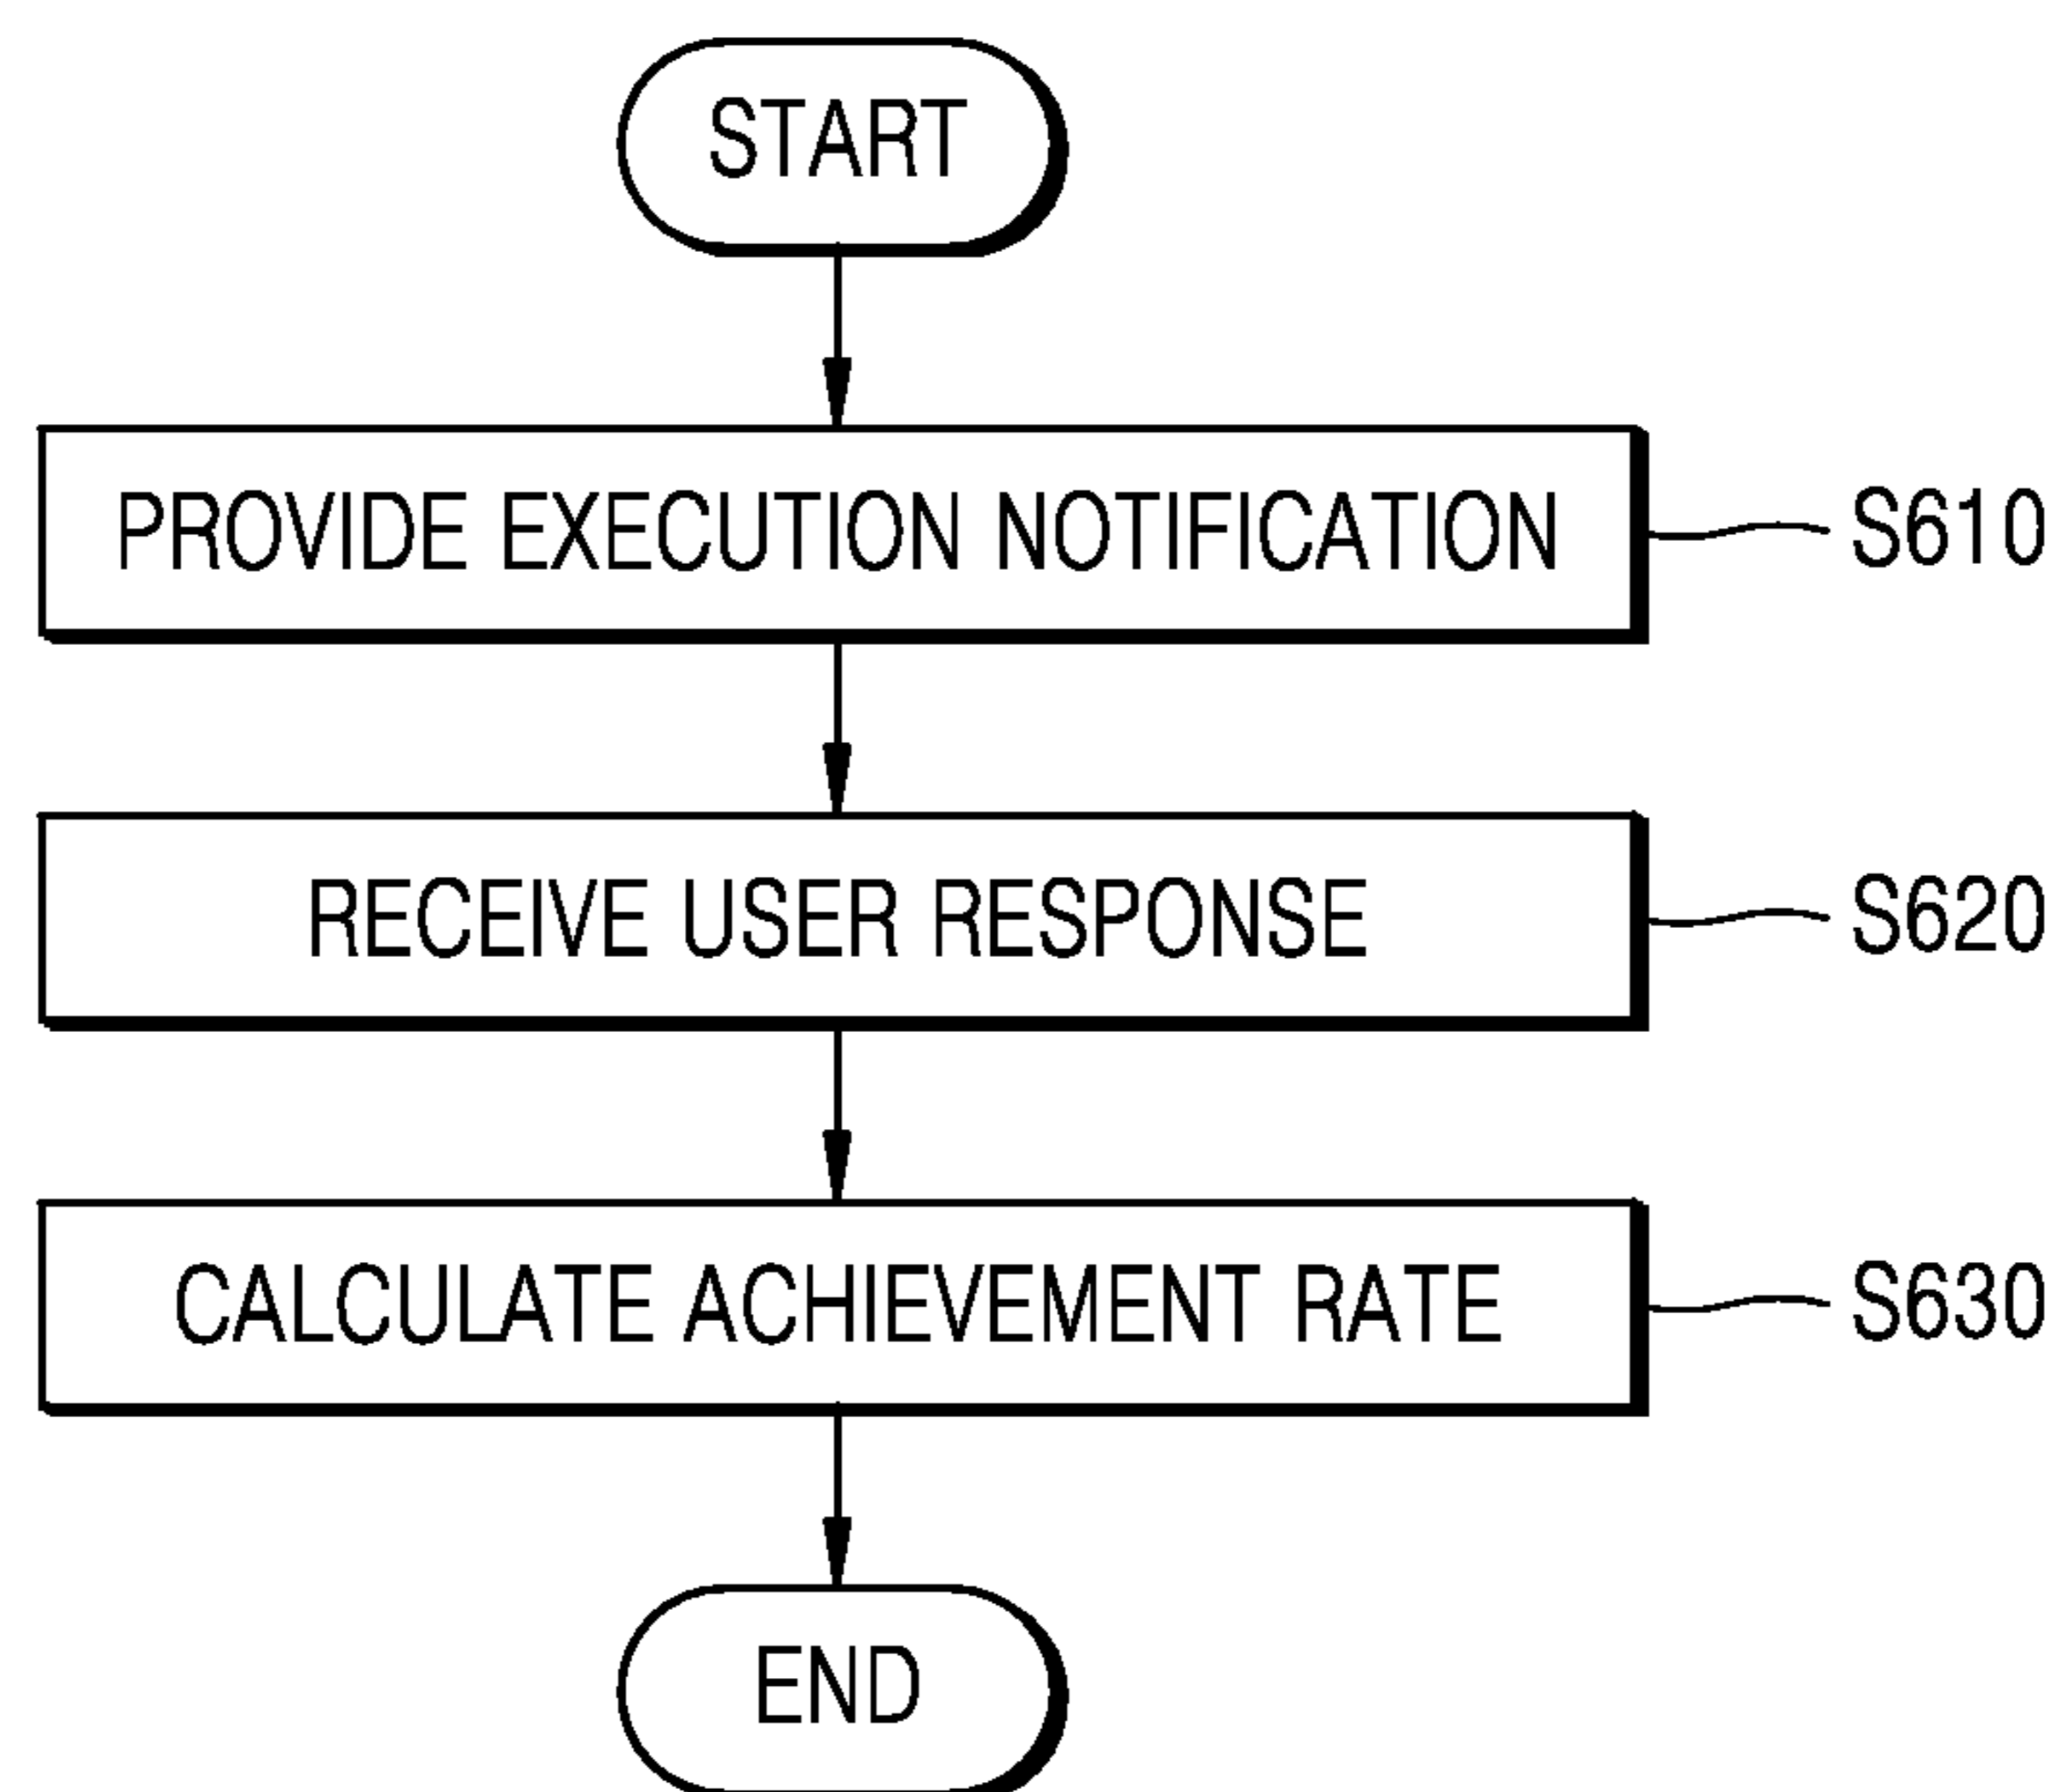 START
PROVIDE EXECUTION NOTIFICATION S610
RECEIVE USER RESPONSE S620
CALCULATE ACHIEVEMENT RATE S630
END